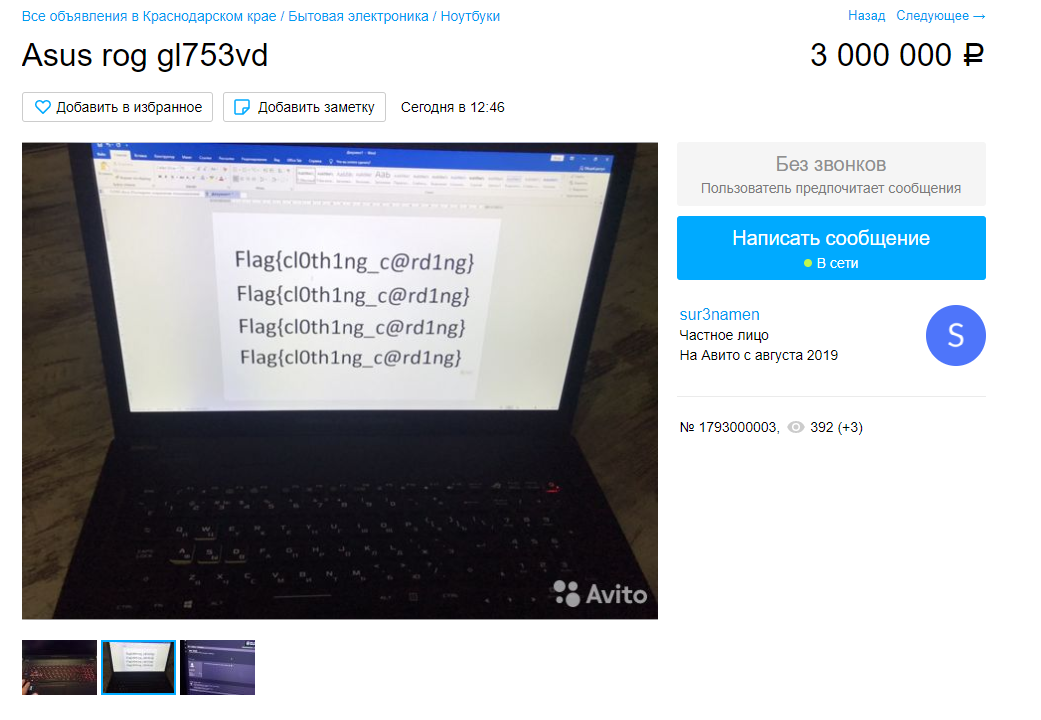 Все объявления в Краснодарском крае / Бытовая электроника / Ноутбуки
Назад Следующее →
Asus rog gl753vd
3 000 000 ₽
Добавить в избранное
Добавить заметку
Сегодня в 12:46
Без звонков
Пользователь предпочитает сообщения
Написать сообщение
В сети
Flag{cl0th1ng_c@rd1ng}
Flag{cl0th1ng_c@rd1ng}
Flag{cl0th1ng_c@rd1ng}
Flag{cl0th1ng_c@rd1ng}
sur3namen
S
Частное лицо
На Авито с августа 2019
№ 1793000003, 392 (+3)
Avito